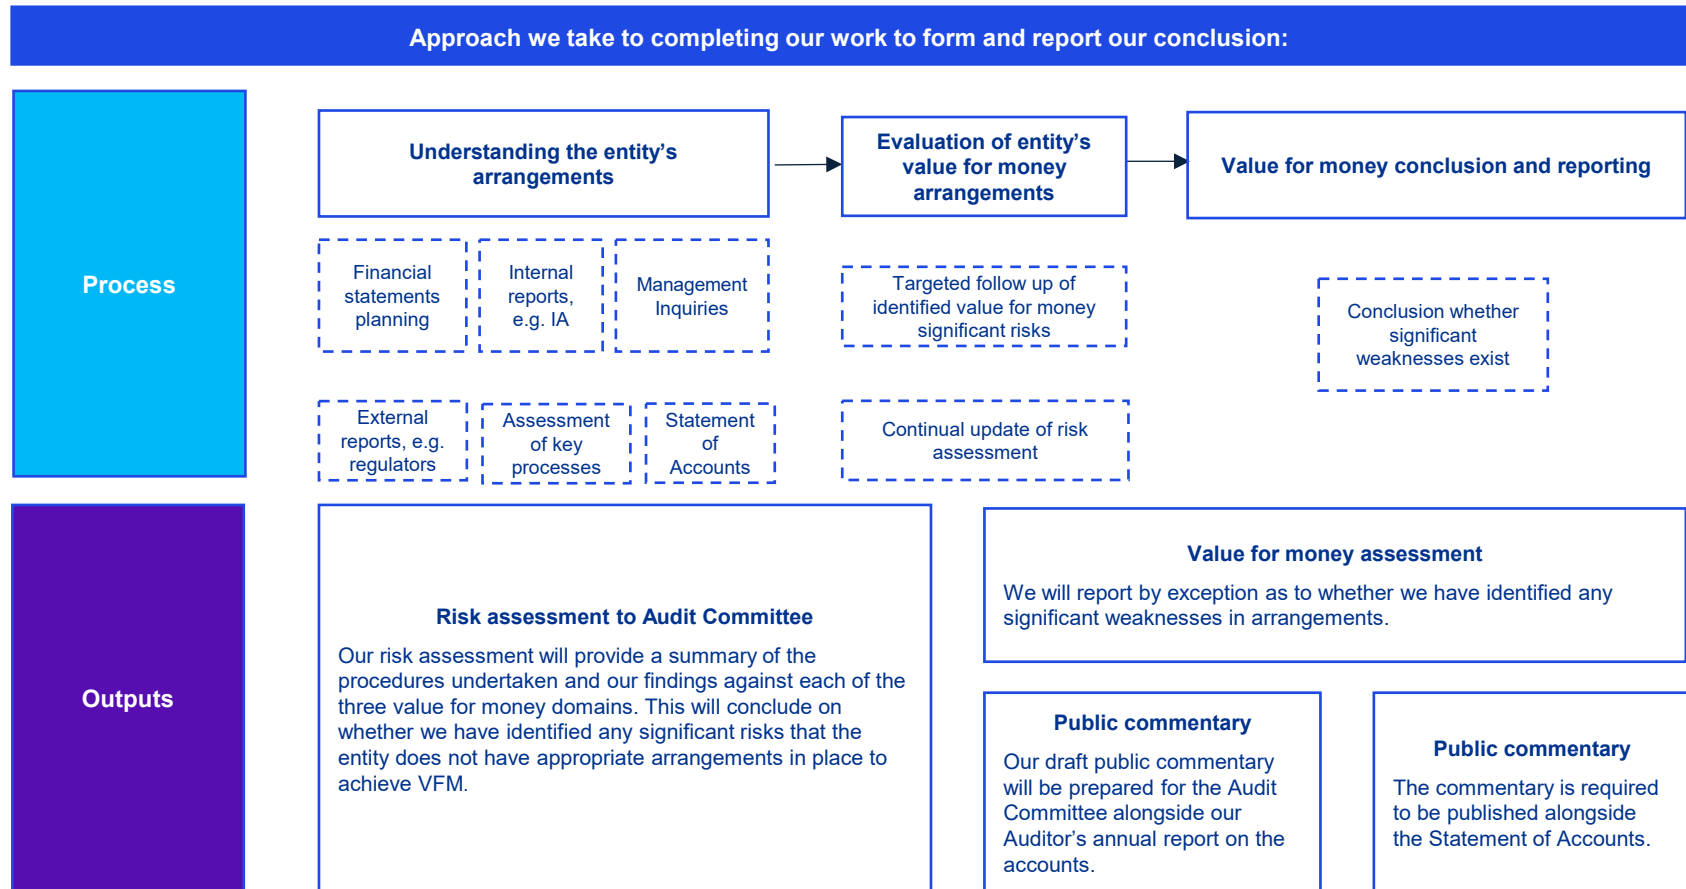 Approach we take to completing our work to form and report our conclusion:
Process
Understanding the entity’s
arrangements
Evaluation of entity’s
value for money
arrangements
Value for money conclusion and reporting
Financial
statements
planning
Internal
reports,
e.g. IA
Management
Inquiries
Targeted follow up of
identified value for money
significant risks
Conclusion whether
significant
weaknesses exist
External
reports, e.g.
regulators
Assessment
of key
processes
Statement
of
Accounts
Continual update of risk
assessment
Outputs
Risk assessment to Audit Committee
Our risk assessment will provide a summary of the
procedures undertaken and our findings against each of the
three value for money domains. This will conclude on
whether we have identified any significant risks that the
entity does not have appropriate arrangements in place to
achieve VFM.
Value for money assessment
We will report by exception as to whether we have identified any
significant weaknesses in arrangements.
Public commentary
Our draft public commentary
will be prepared for the Audit
Committee alongside our
Auditor’s annual report on the
accounts.
Public commentary
The commentary is required
to be published alongside
the Statement of Accounts.